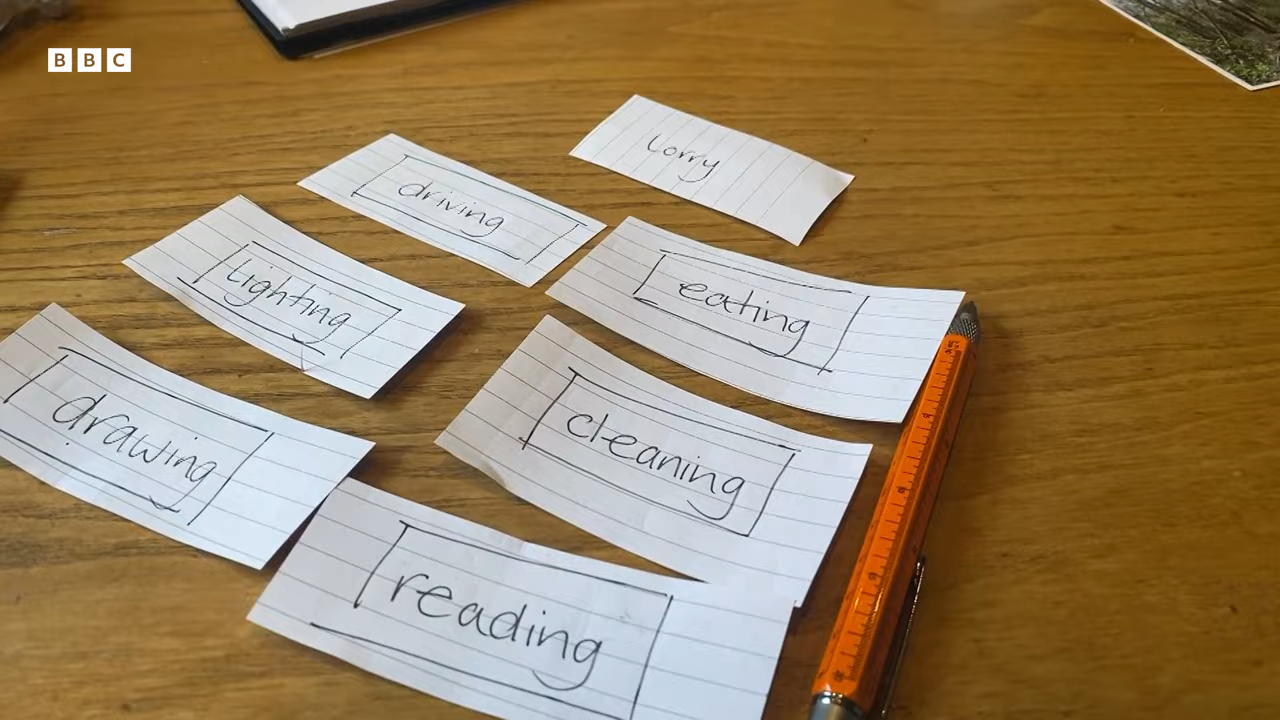 BBC
lorry
driving
lighting
eating
drawing
cleaning
reading